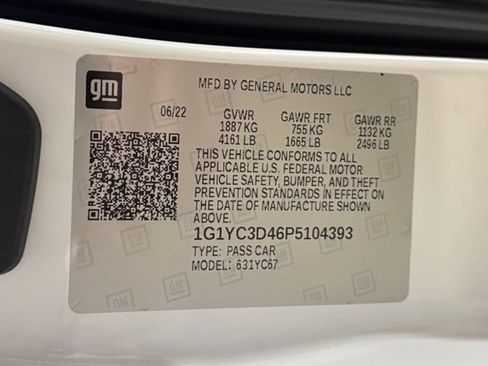 gm
MFD BY GENERAL MOTORS LLC
06/22 GVWR GAWR FRT GAWR RR
1887 KG 755 KG 1132 KG
4161 LB 1665 LB 2496 LB
THIS VEHICLE CONFORMS TO ALL
APPLICABLE U.S. FEDERAL MOTOR
VEHICLE SAFETY, BUMPER, AND THEFT
PREVENTION STANDARDS IN EFFECT ON
THE DATE OF MANUFACTURE SHOWN
ABOVE.
1G1YC3D46P5104393
TYPE: PASS CAR
MODEL: 631YC67